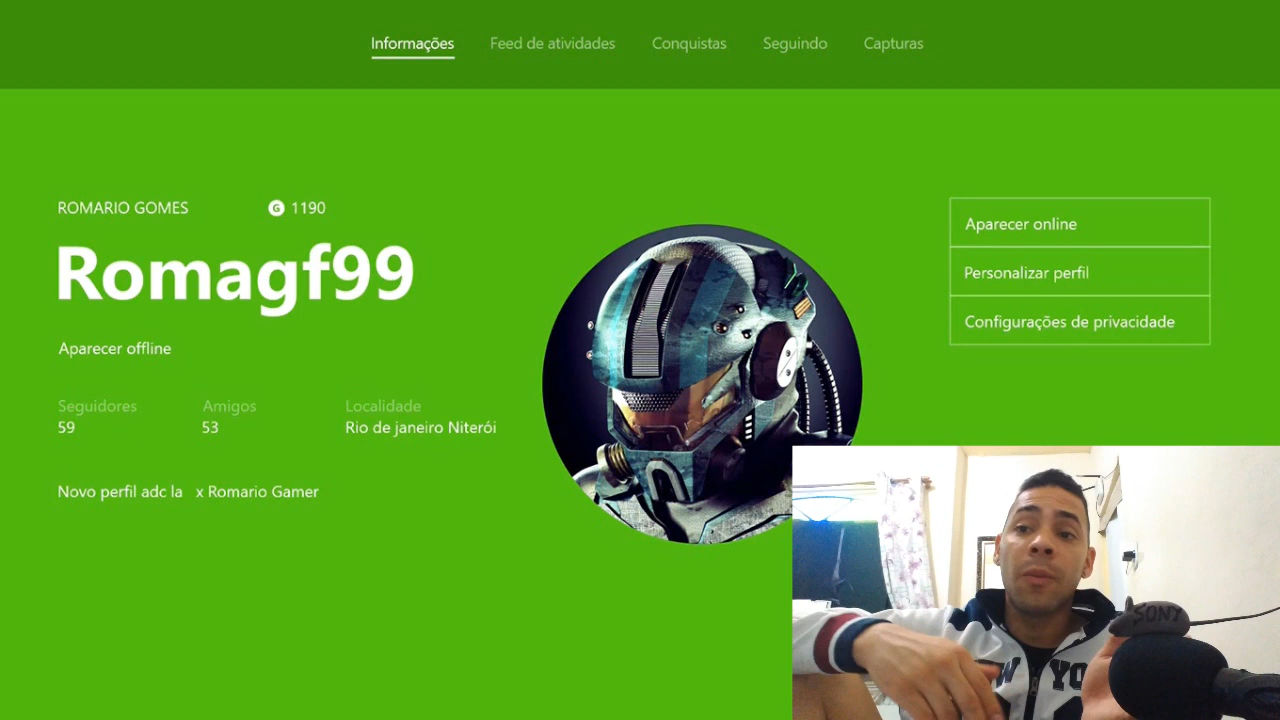 Informações Feed de atividades Conquistas Seguindo Capturas
ROMARIO GOMES G 1190
Romagf99
Aparecer offline
Seguidores Amigos Localidade
59 53 Rio de janeiro Niterói
Novo perfil adc la x Romario Gamer
Aparecer online
Personalizar perfil
Configurações de privacidade
SONY
W YO